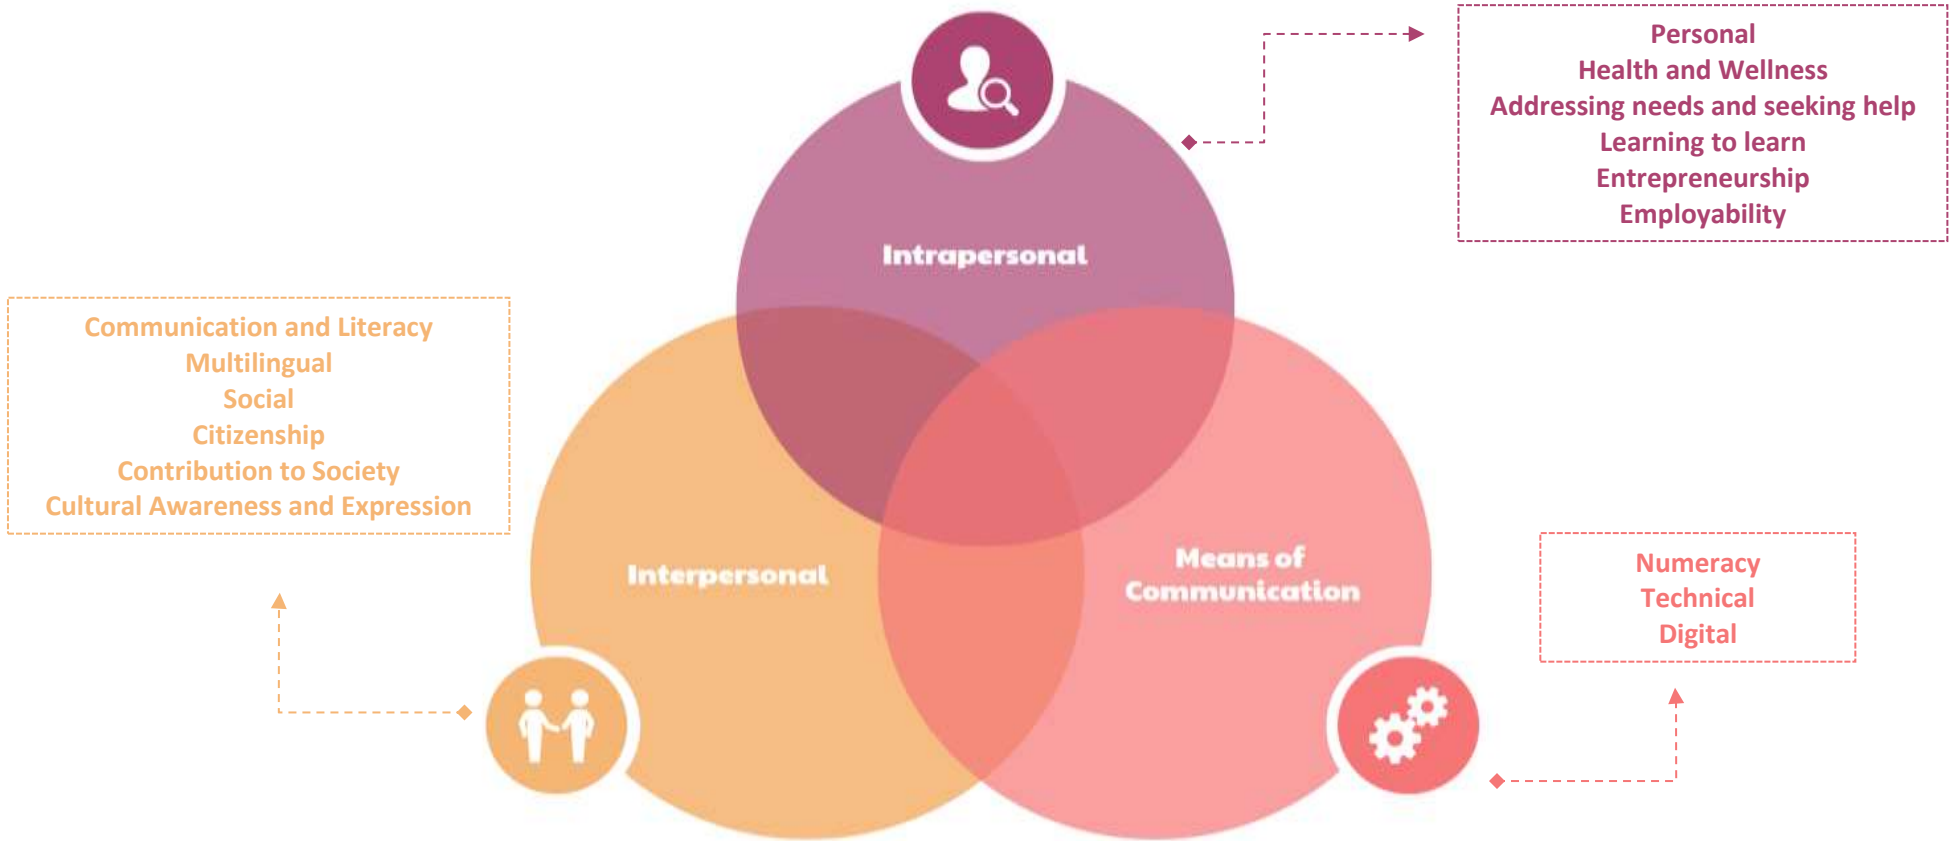 Personal
Health and Wellness
Addressing needs and seeking help
Learning to learn
Entrepreneurship
Employability
Intrapersonal
Communication and Literacy
Multilingual
Social
Citizenship
Contribution to Society
Cultural Awareness and Expression
Interpersonal
Means of
Communication
Numeracy
Technical
Digital